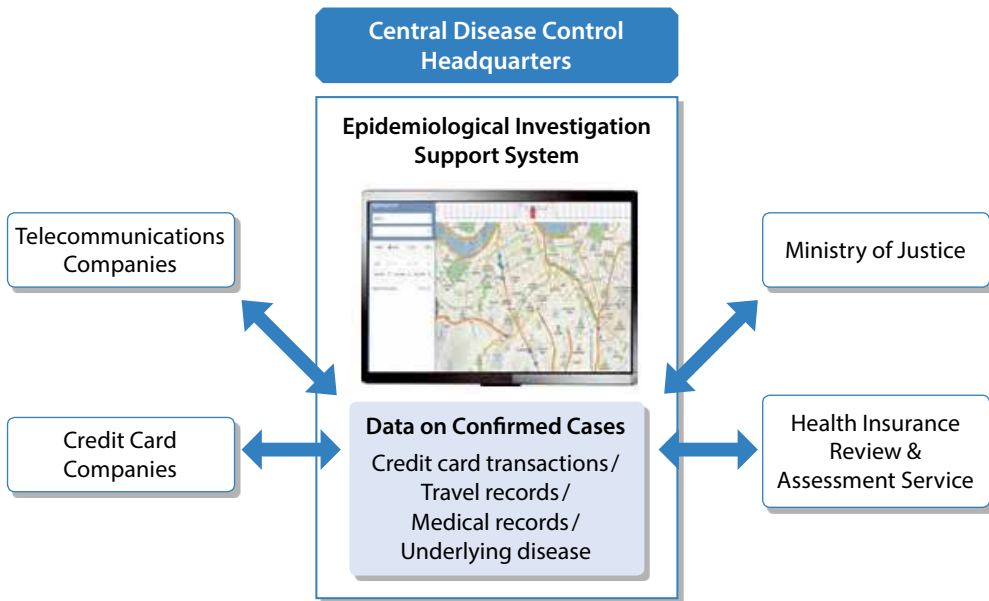 Central Disease Control
Headquarters
Epidemiological Investigation
Support System
Telecommunications
Companies
Ministry of Justice
Credit Card
Companies
Data on Confirmed Cases
Credit card transactions/
Travel records/
Medical records/
Underlying disease
Health Insurance
Review &
Assessment Service